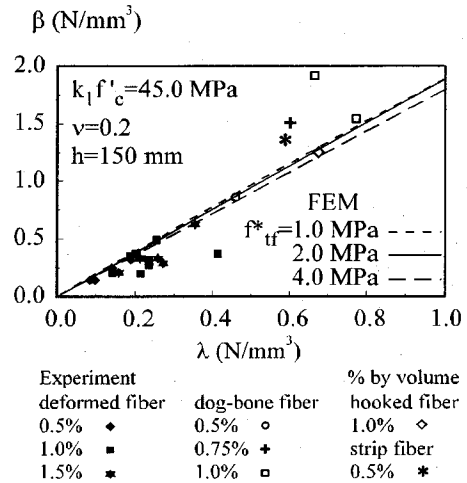 β (N/mm³)
2.0
1.5
1.0
0.5
0.0
k₁f'c=45.0 MPa
ν=0.2
h=150 mm
FEM
f*tf=1.0 MPa
2.0 MPa
4.0 MPa
0.0 0.2 0.4 0.6 0.8 1.0
λ (N/mm³)
Experiment
deformed fiber
0.5% ◆
1.0% ■
1.5% ★
dog-bone fiber
0.5% ○
0.75% +
1.0% □
% by volume
hooked fiber
1.0% ◇
strip fiber
0.5% *